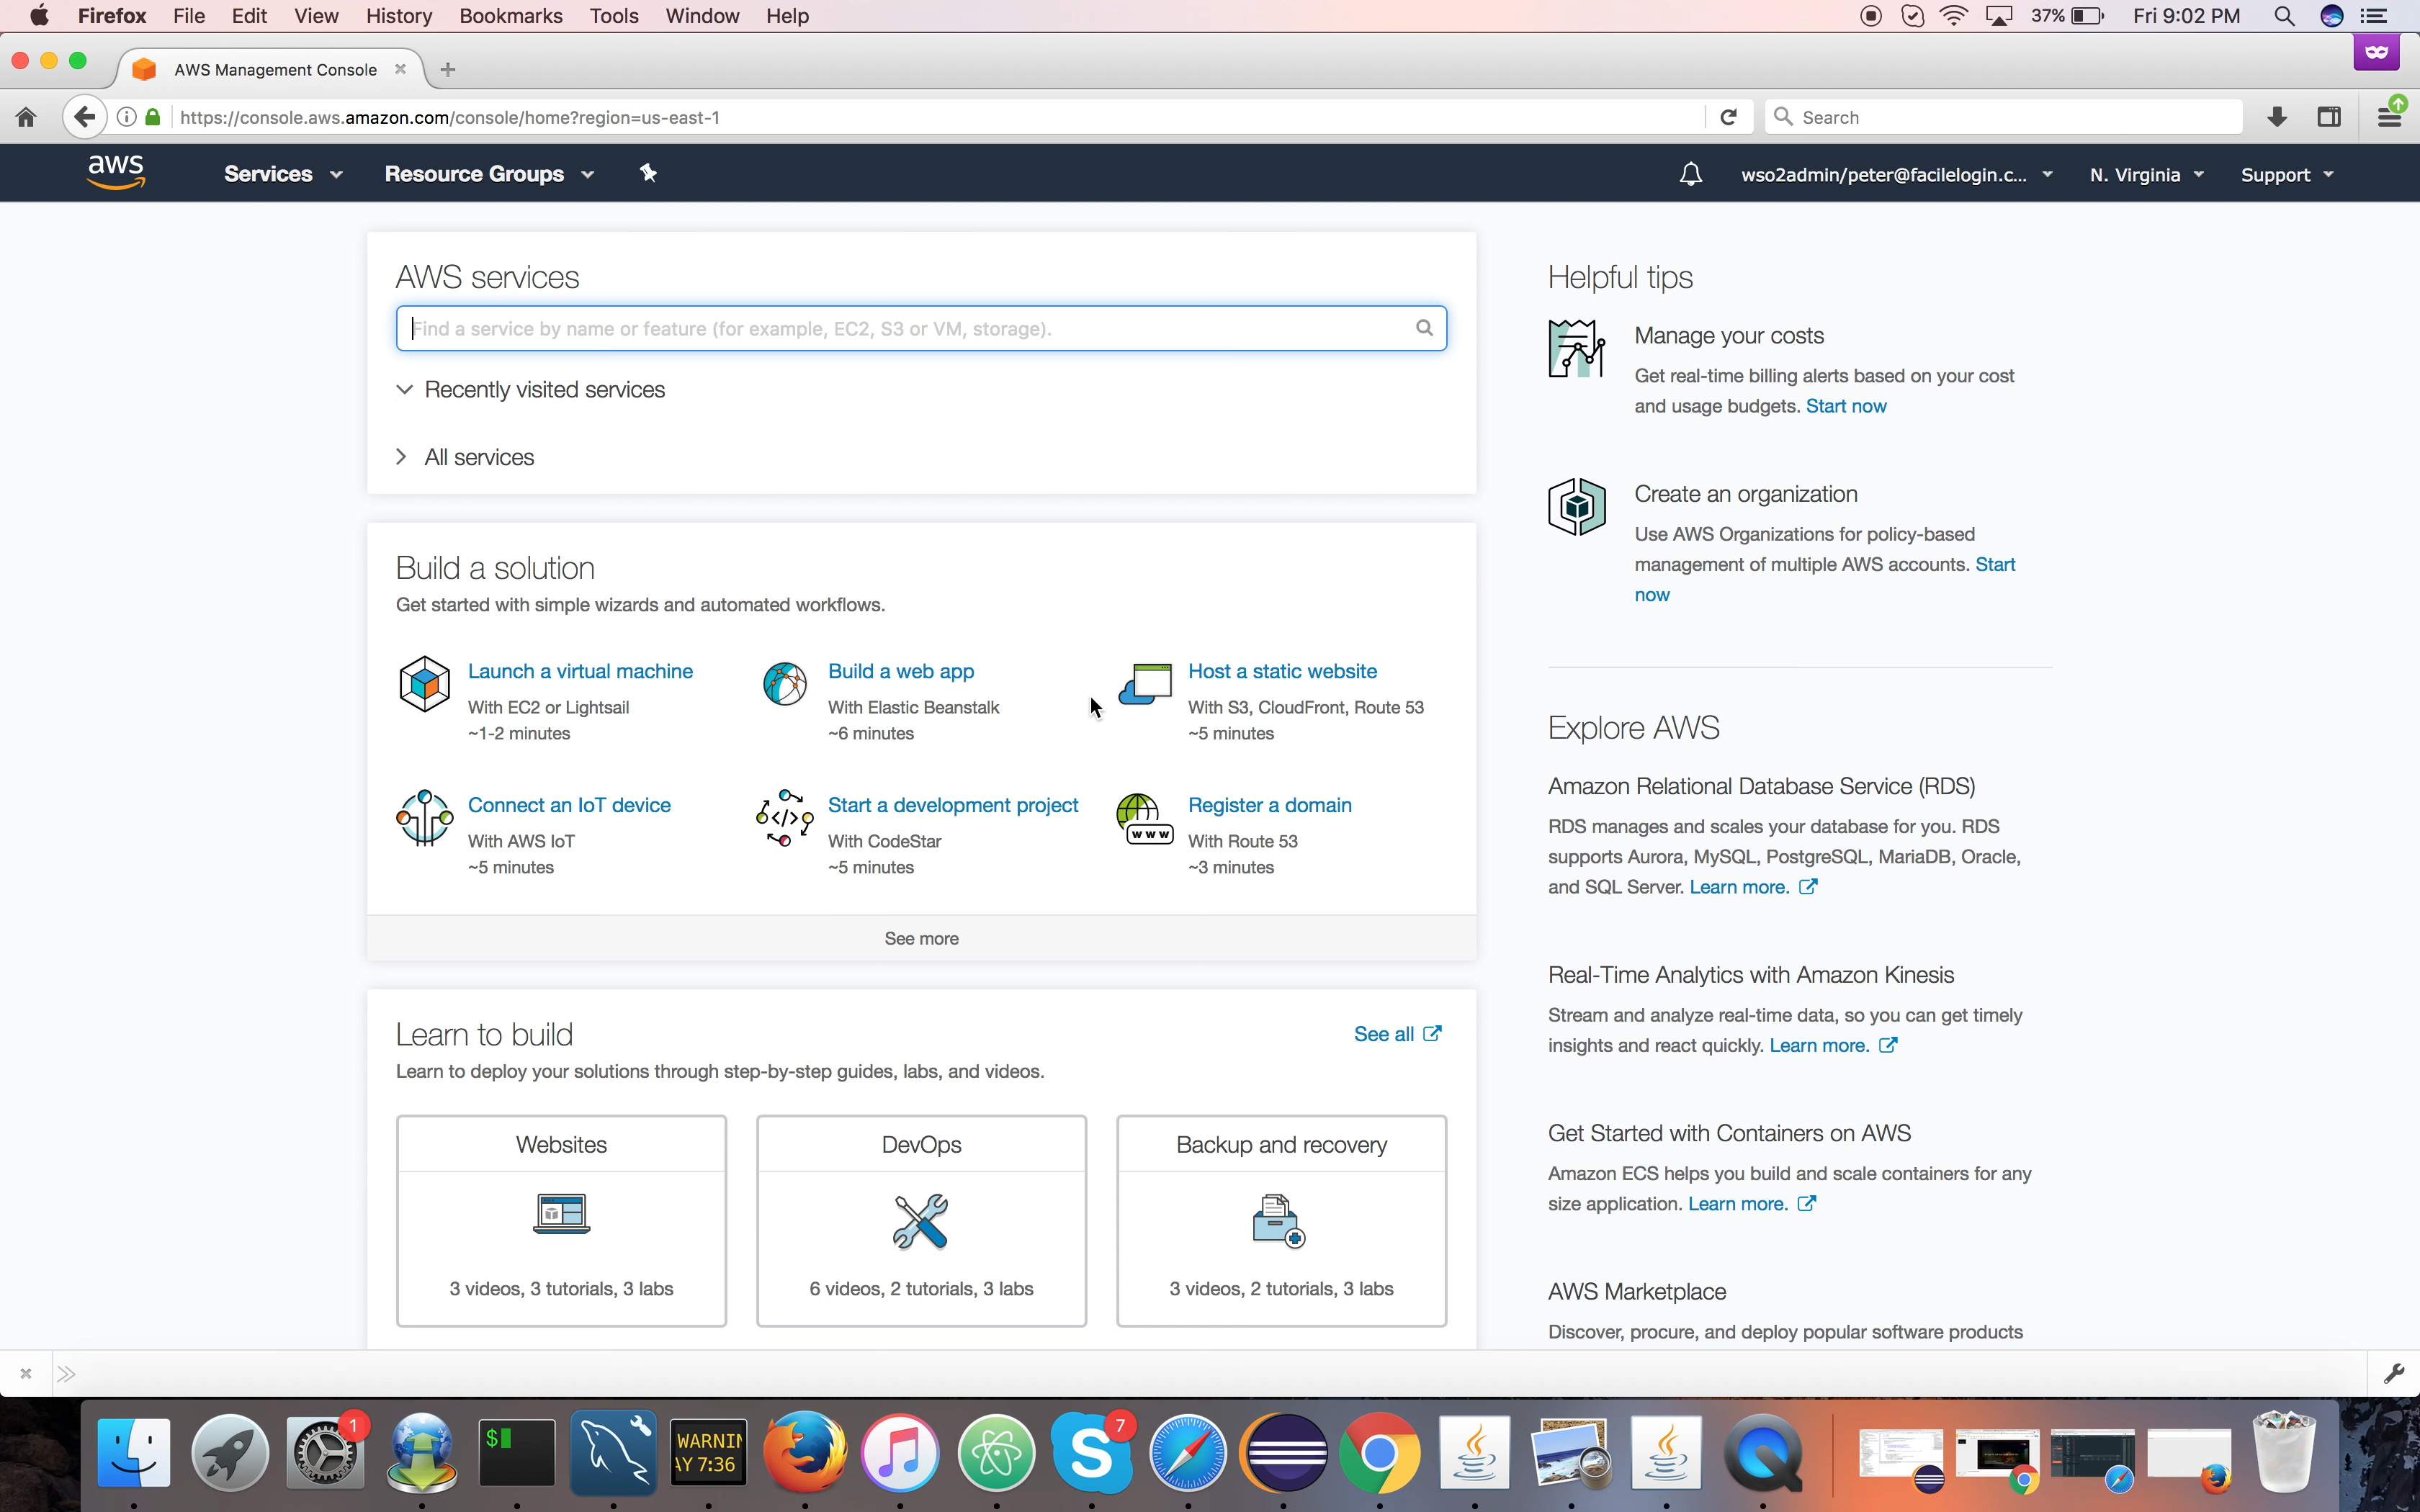 Firefox File Edit View History Bookmarks Tools Window Help
37% Fri 9:02 PM
AWS Management Console
https://console.aws.amazon.com/console/home?region=us-east-1
Search
aws
Services
Resource Groups
wso2admin/peter@facilelogin.c...
N. Virginia
Support
AWS services
Find a service by name or feature (for example, EC2, S3 or VM, storage).
Recently visited services
All services
Build a solution
Get started with simple wizards and automated workflows.
Launch a virtual machine
With EC2 or Lightsail
~1-2 minutes
Build a web app
With Elastic Beanstalk
~6 minutes
Host a static website
With S3, CloudFront, Route 53
~5 minutes
Connect an IoT device
With AWS IoT
~5 minutes
Start a development project
With CodeStar
~5 minutes
Register a domain
With Route 53
~3 minutes
www
See more
Learn to build
See all
Learn to deploy your solutions through step-by-step guides, labs, and videos.
Websites
3 videos, 3 tutorials, 3 labs
DevOps
6 videos, 2 tutorials, 3 labs
Backup and recovery
3 videos, 2 tutorials, 3 labs
Helpful tips
Manage your costs
Get real-time billing alerts based on your cost
and usage budgets. Start now
Create an organization
Use AWS Organizations for policy-based
management of multiple AWS accounts. Start
now
Explore AWS
Amazon Relational Database Service (RDS)
RDS manages and scales your database for you. RDS
supports Aurora, MySQL, PostgreSQL, MariaDB, Oracle,
and SQL Server. Learn more.
Real-Time Analytics with Amazon Kinesis
Stream and analyze real-time data, so you can get timely
insights and react quickly. Learn more.
Get Started with Containers on AWS
Amazon ECS helps you build and scale containers for any
size application. Learn more.
AWS Marketplace
Discover, procure, and deploy popular software products
1
$
WARNIN
AY 7:36
S
7